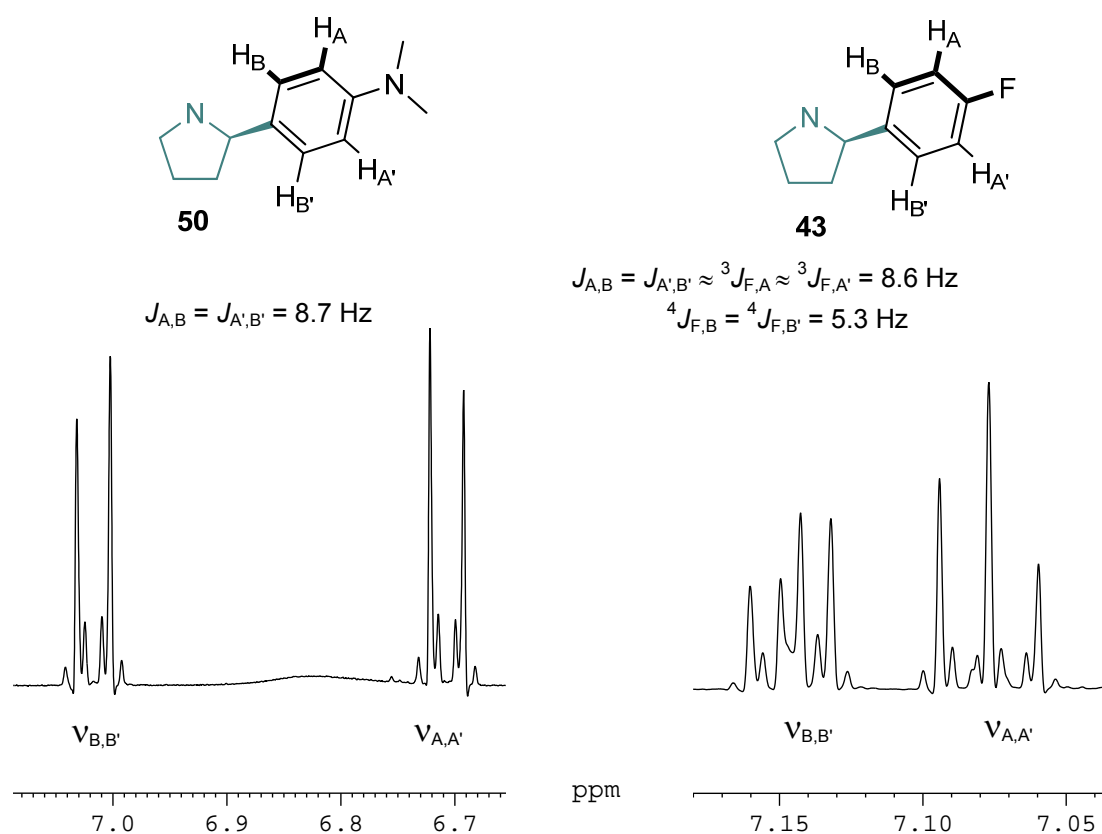 H_A
H_B
N
N
H_A'
H_B'
50
H_A
H_B
F
N
H_A'
H_B'
43
J_A,B = J_A',B' = 8.7 Hz
J_A,B = J_A',B' ≈ ³J_F,A ≈ ³J_F,A' = 8.6 Hz
⁴J_F,B = ⁴J_F,B' = 5.3 Hz
ν_B,B'
ν_A,A'
ν_B,B'
ν_A,A'
ppm
7.0 6.9 6.8 6.7
7.15 7.10 7.05